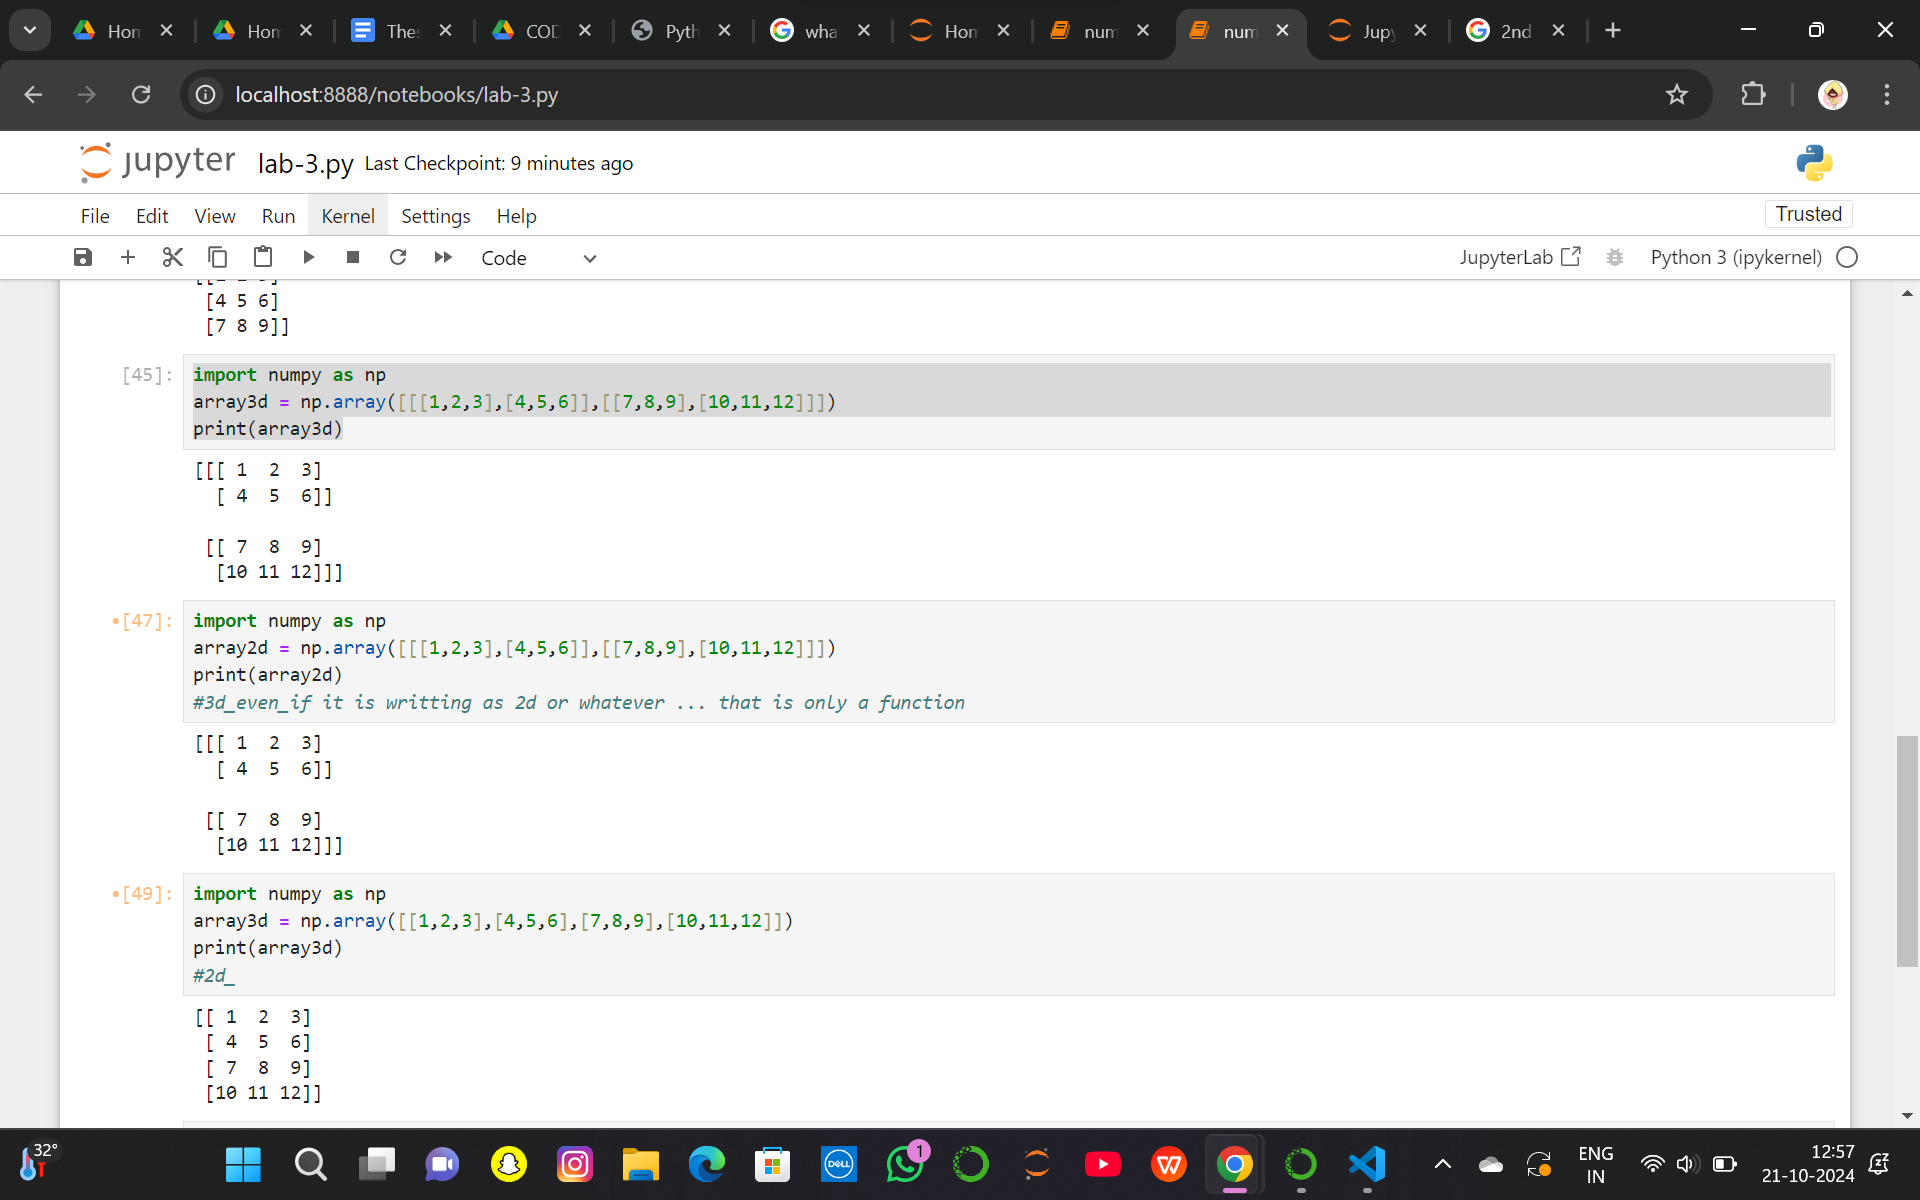 Hon
Hon
The
COD
Pyth
wha
Hon
num
num
Jupy
2nd
localhost:8888/notebooks/lab-3.py
jupyter lab-3.py Last Checkpoint: 9 minutes ago
File Edit View Run Kernel Settings Help
Trusted
Code
JupyterLab
Python 3 (ipykernel)
[4 5 6]
[7 8 9]]
[45]:
import numpy as np
array3d = np.array([[[1,2,3],[4,5,6]],[[7,8,9],[10,11,12]]])
print(array3d)
[[[ 1 2 3]
[ 4 5 6]]
[[ 7 8 9]
[10 11 12]]]
•[47]:
import numpy as np
array2d = np.array([[[1,2,3],[4,5,6]],[[7,8,9],[10,11,12]]])
print(array2d)
#3d_even_if it is writting as 2d or whatever ... that is only a function
[[[ 1 2 3]
[ 4 5 6]]
[[ 7 8 9]
[10 11 12]]]
•[49]:
import numpy as np
array3d = np.array([[1,2,3],[4,5,6],[7,8,9],[10,11,12]])
print(array3d)
#2d_
[[ 1 2 3]
[ 4 5 6]
[ 7 8 9]
[10 11 12]]
32°
DELL
1
ENG
IN
12:57
21-10-2024